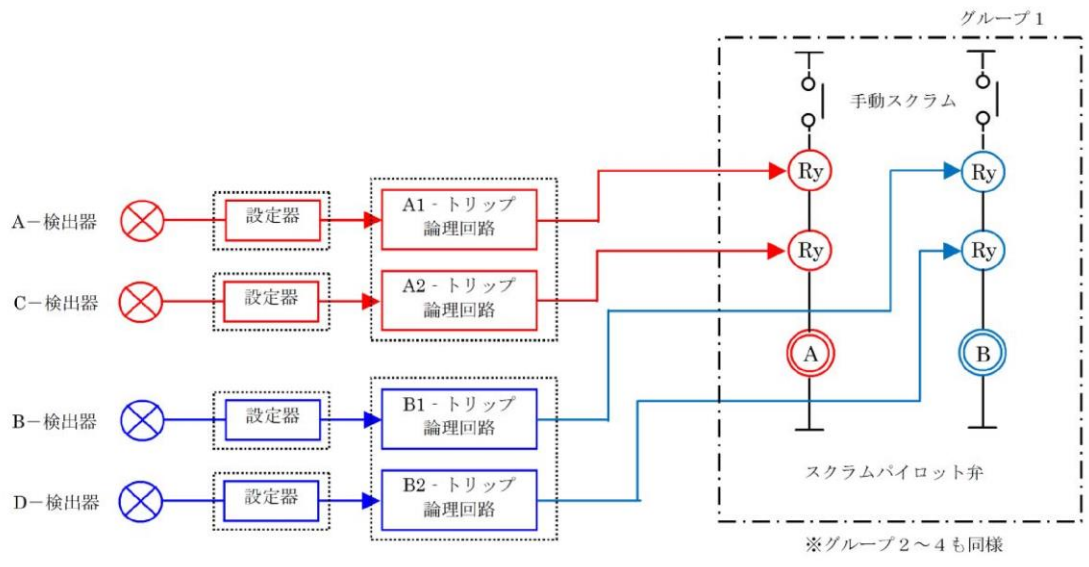 グループ1
手動スクラム
Ry
Ry
A－検出器
設定器
A1 - トリップ
論理回路
Ry
Ry
C－検出器
設定器
A2 - トリップ
論理回路
A
B
B－検出器
設定器
B1 - トリップ
論理回路
スクラムパイロット弁
D－検出器
設定器
B2 - トリップ
論理回路
※グループ2～4も同様